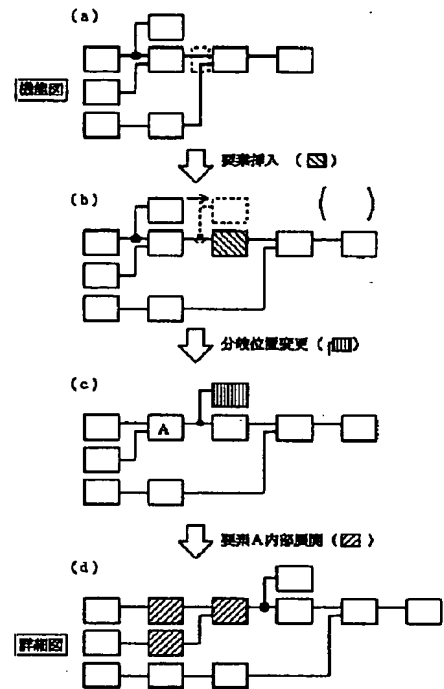 (a)
機能図
要素挿入 ( )
(b)
( )
分岐位置変更 ( )
(c)
A
要素A内部展開 ( )
(d)
詳細図